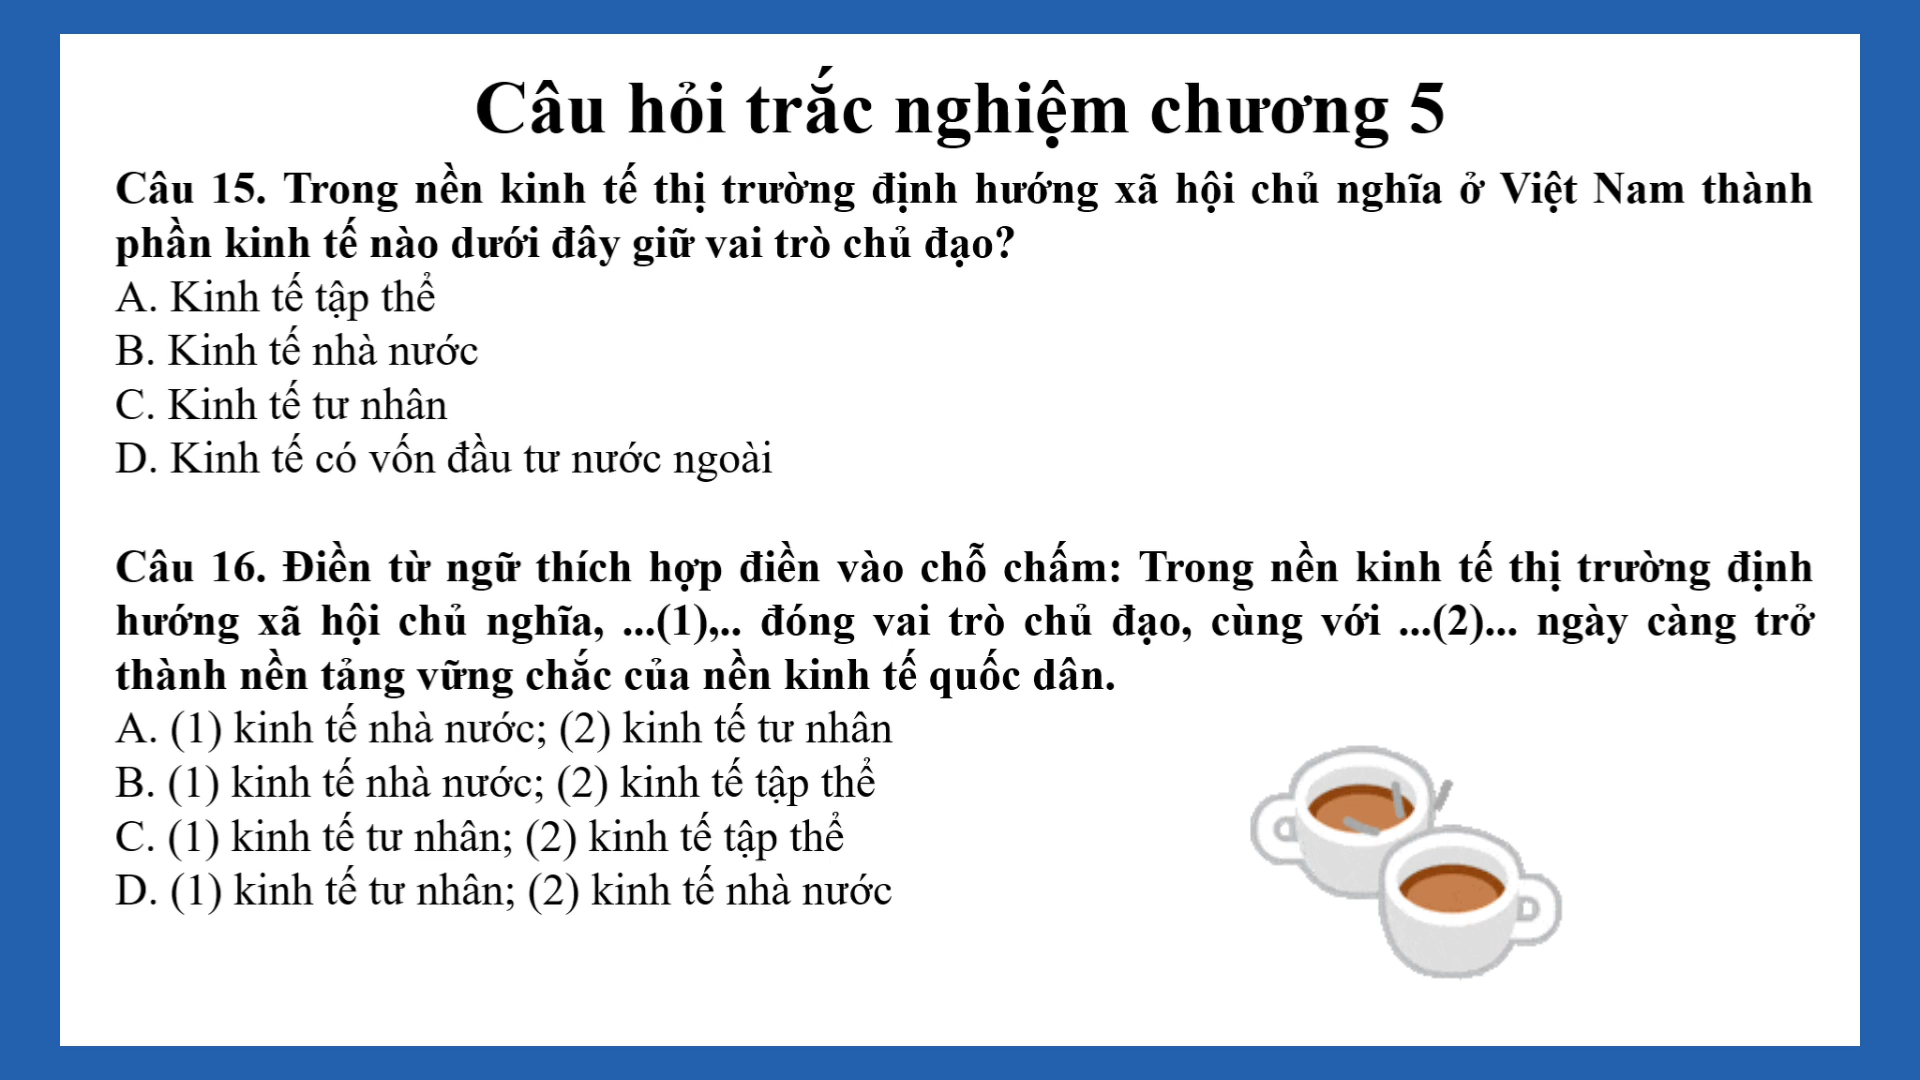 Câu hỏi trắc nghiệm chương 5
Câu 15. Trong nền kinh tế thị trường định hướng xã hội chủ nghĩa ở Việt Nam thành
phần kinh tế nào dưới đây giữ vai trò chủ đạo?
A. Kinh tế tập thể
B. Kinh tế nhà nước
C. Kinh tế tư nhân
D. Kinh tế có vốn đầu tư nước ngoài
Câu 16. Điền từ ngữ thích hợp điền vào chỗ chấm: Trong nền kinh tế thị trường định
hướng xã hội chủ nghĩa, ...(1),.. đóng vai trò chủ đạo, cùng với ...(2)... ngày càng trở
thành nền tảng vững chắc của nền kinh tế quốc dân.
A. (1) kinh tế nhà nước; (2) kinh tế tư nhân
B. (1) kinh tế nhà nước; (2) kinh tế tập thể
C. (1) kinh tế tư nhân; (2) kinh tế tập thể
D. (1) kinh tế tư nhân; (2) kinh tế nhà nước